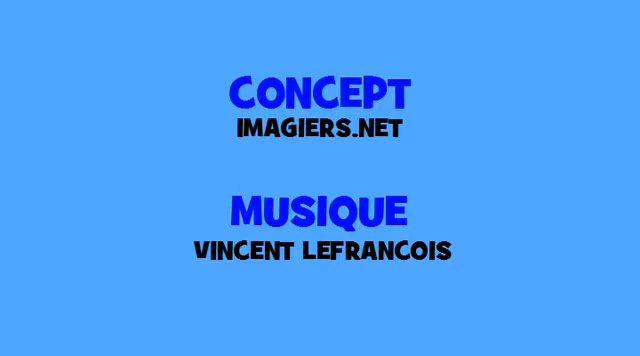 CONCEPT
IMAGIERS.NET
MUSIQUE
VINCENT LEFRANCOIS